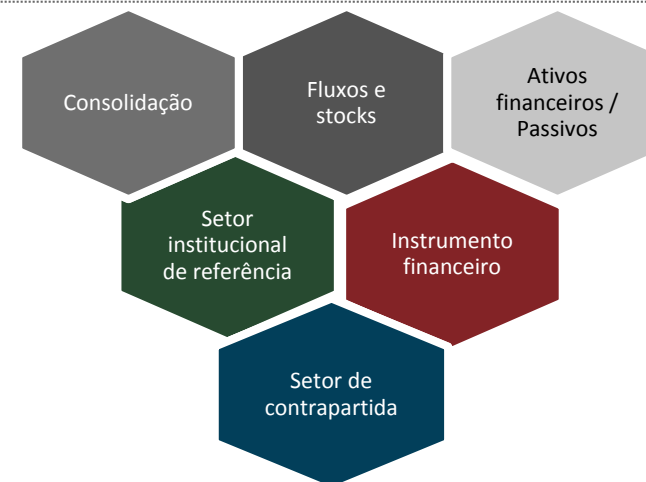 Consolidação
Fluxos e
stocks
Ativos
financeiros /
Passivos
Setor
institucional
de referência
Instrumento
financeiro
Setor de
contrapartida